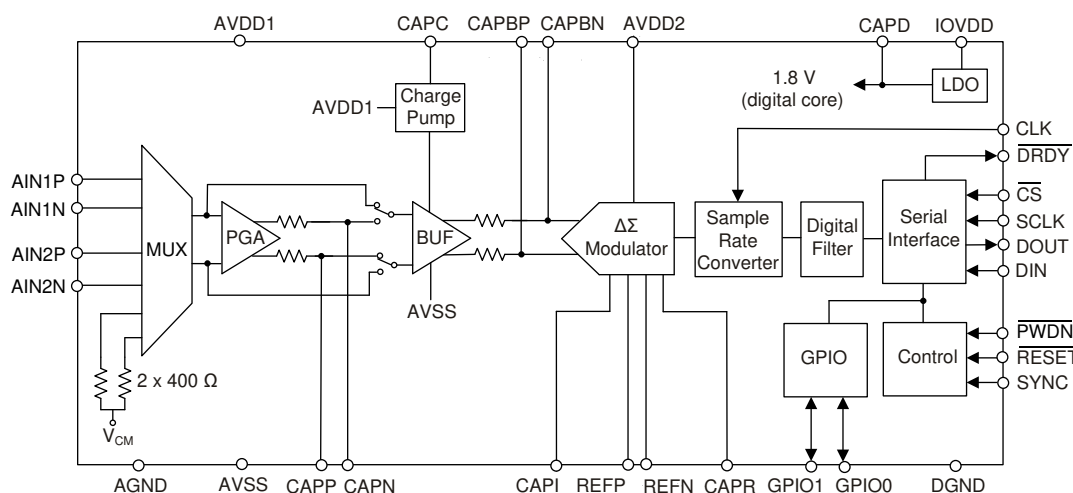 AVDD1
CAPC
CAPBP
CAPBN
AVDD2
CAPD
IOVDD
1.8 V
(digital core)
LDO
AVDD1
Charge
Pump
CLK
DRDY
CS
SCLK
DOUT
DIN
AIN1P
AIN1N
AIN2P
AIN2N
MUX
PGA
BUF
ΔΣ
Modulator
Sample
Rate
Converter
Digital
Filter
Serial
Interface
AVSS
2 x 400 Ω
VCM
GPIO
Control
PWDN
RESET
SYNC
AGND
AVSS
CAPP
CAPN
CAPI
REFP
REFN
CAPR
GPIO1
GPIO0
DGND